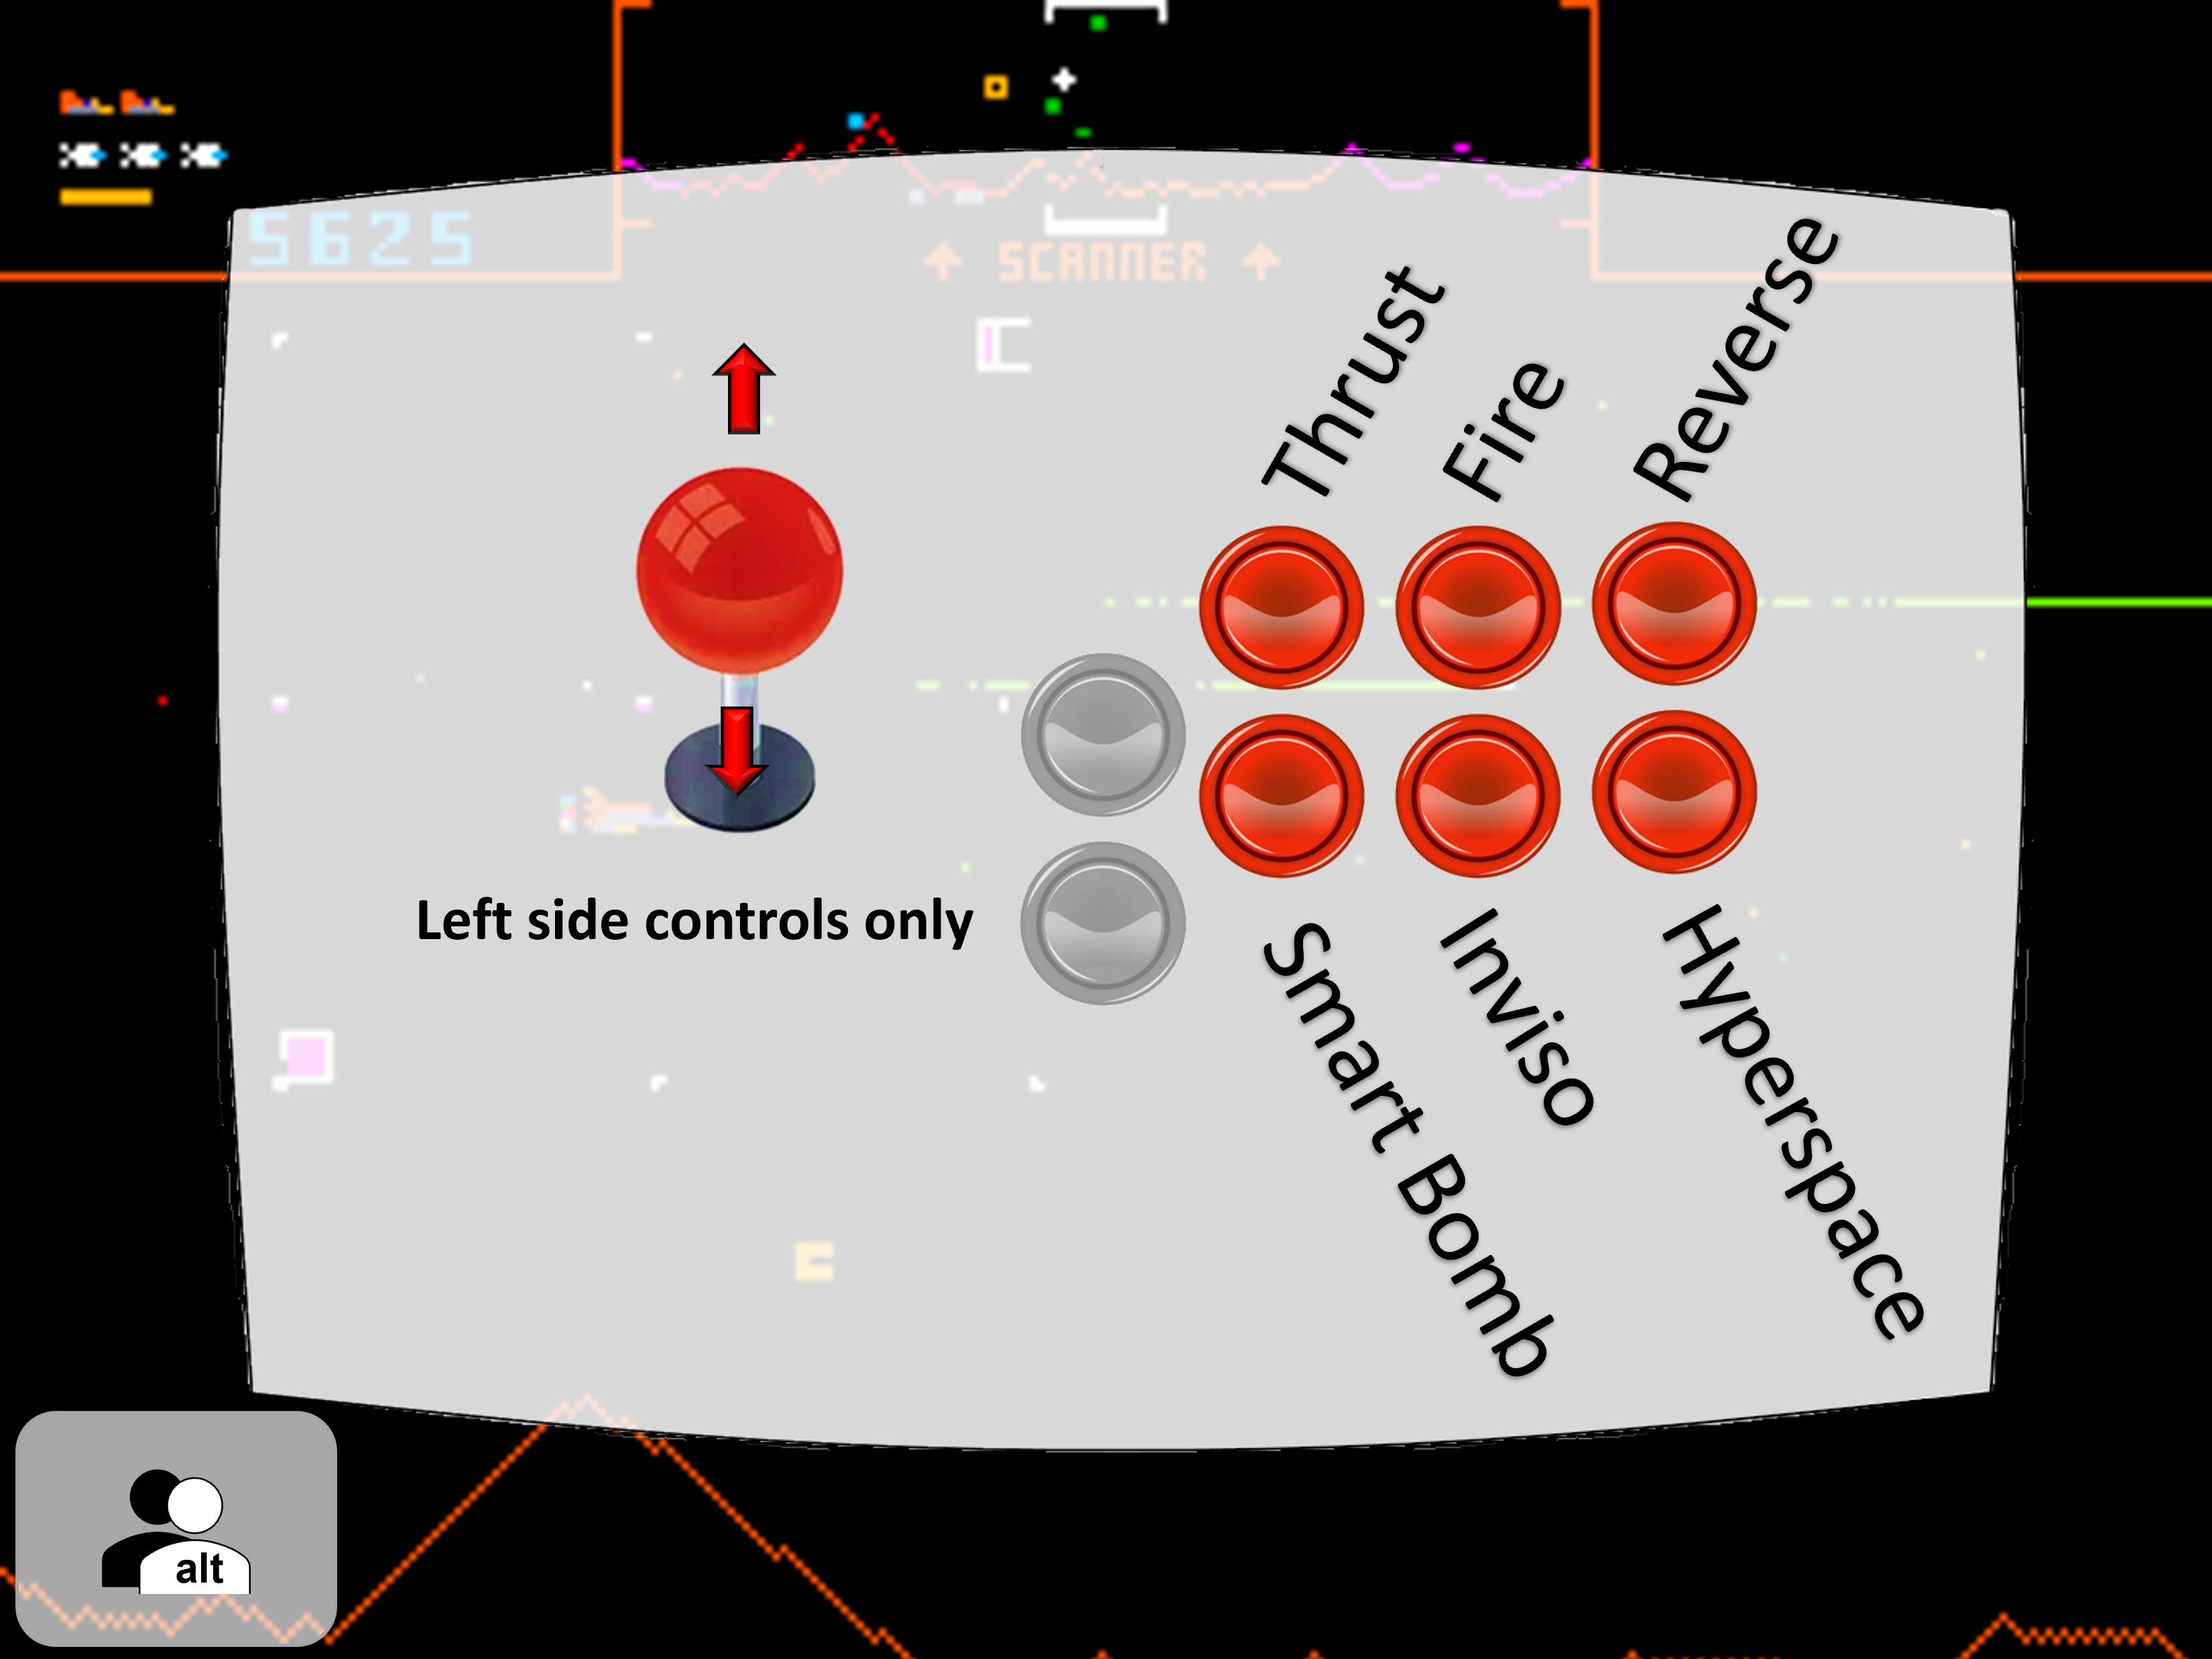 5625
SCANNER
Thrust
Fire
Reverse
Left side controls only
Smart Bomb
Inviso
Hyperspace
alt